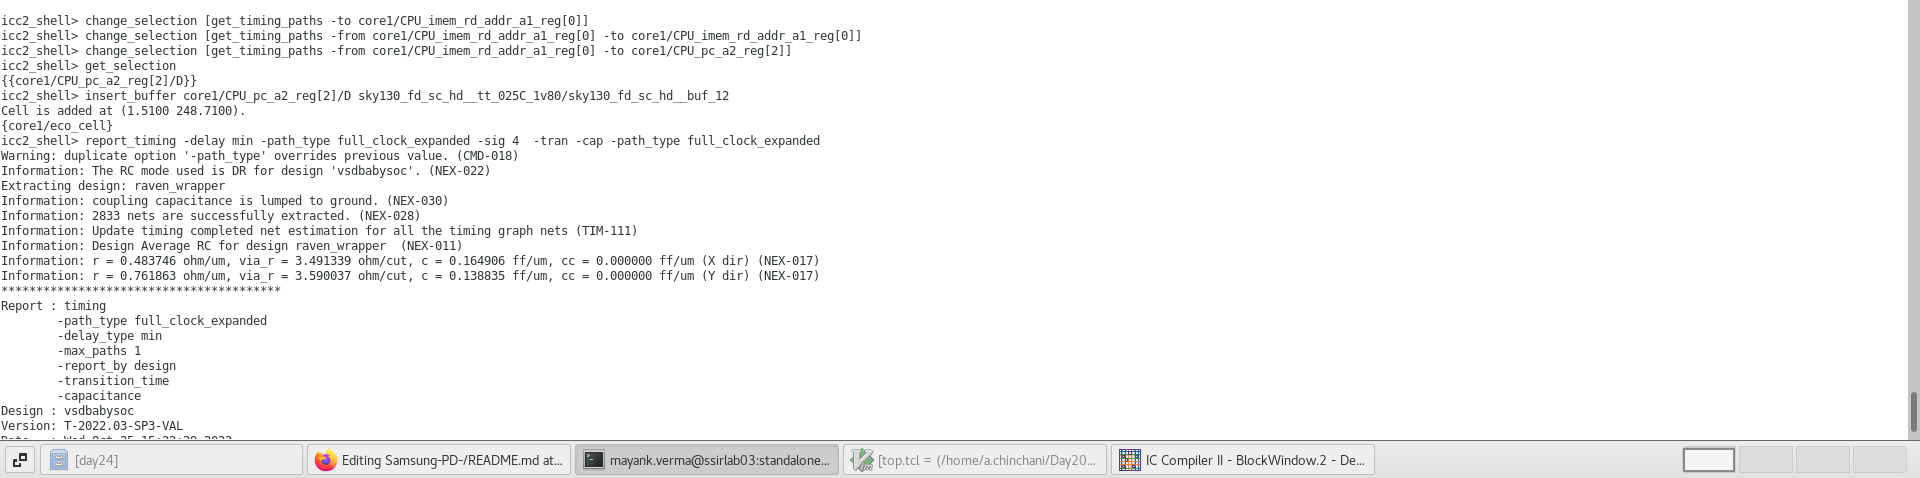 icc2_shell> change_selection [get_timing_paths -to core1/CPU_imem_rd_addr_a1_reg[0]]
icc2_shell> change_selection [get_timing_paths -from core1/CPU_imem_rd_addr_a1_reg[0] -to core1/CPU_imem_rd_addr_a1_reg[0]]
icc2_shell> change_selection [get_timing_paths -from core1/CPU_imem_rd_addr_a1_reg[0] -to core1/CPU_pc_a2_reg[2]]
icc2_shell> get_selection
{{core1/CPU_pc_a2_reg[2]/D}}
icc2_shell> insert_buffer core1/CPU_pc_a2_reg[2]/D sky130_fd_sc_hd__tt_025C_1v80/sky130_fd_sc_hd__buf_12
Cell is added at (1.5100 248.7100).
{core1/eco_cell}
icc2_shell> report_timing -delay min -path_type full_clock_expanded -sig 4  -tran -cap -path_type full_clock_expanded
Warning: duplicate option '-path_type' overrides previous value. (CMD-018)
Information: The RC mode used is DR for design 'vsdbabysoc'. (NEX-022)
Extracting design: raven_wrapper
Information: coupling capacitance is lumped to ground. (NEX-030)
Information: 2833 nets are successfully extracted. (NEX-028)
Information: Update timing completed net estimation for all the timing graph nets (TIM-111)
Information: Design Average RC for design raven_wrapper  (NEX-011)
Information: r = 0.483746 ohm/um, via_r = 3.491339 ohm/cut, c = 0.164906 ff/um, cc = 0.000000 ff/um (X dir) (NEX-017)
Information: r = 0.761863 ohm/um, via_r = 3.590037 ohm/cut, c = 0.138835 ff/um, cc = 0.000000 ff/um (Y dir) (NEX-017)
****************************************
Report : timing
        -path_type full_clock_expanded
        -delay_type min
        -max_paths 1
        -report_by design
        -transition_time
        -capacitance
Design : vsdbabysoc
Version: T-2022.03-SP3-VAL
[day24]
Editing Samsung-PD-/README.md at...
mayank.verma@ssirlab03:standalone...
[top.tcl = (/home/a.chinchani/Day20...
IC Compiler II - BlockWindow.2 - De...